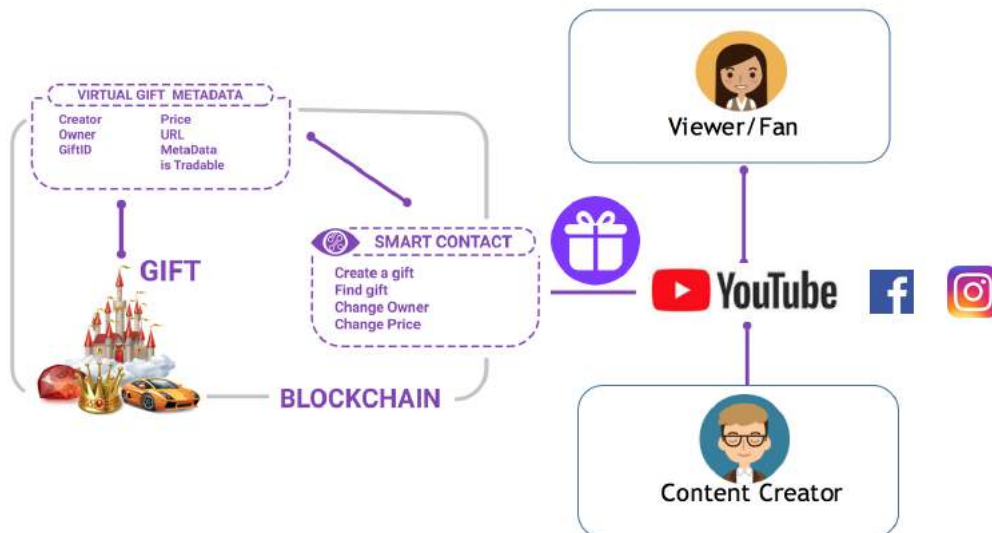 VIRTUAL GIFT METADATA
Creator
Owner
GiftID
Price
URL
MetaData
is Tradable
GIFT
SMART CONTACT
Create a gift
Find gift
Change Owner
Change Price
BLOCKCHAIN
Viewer/Fan
YouTube
Content Creator